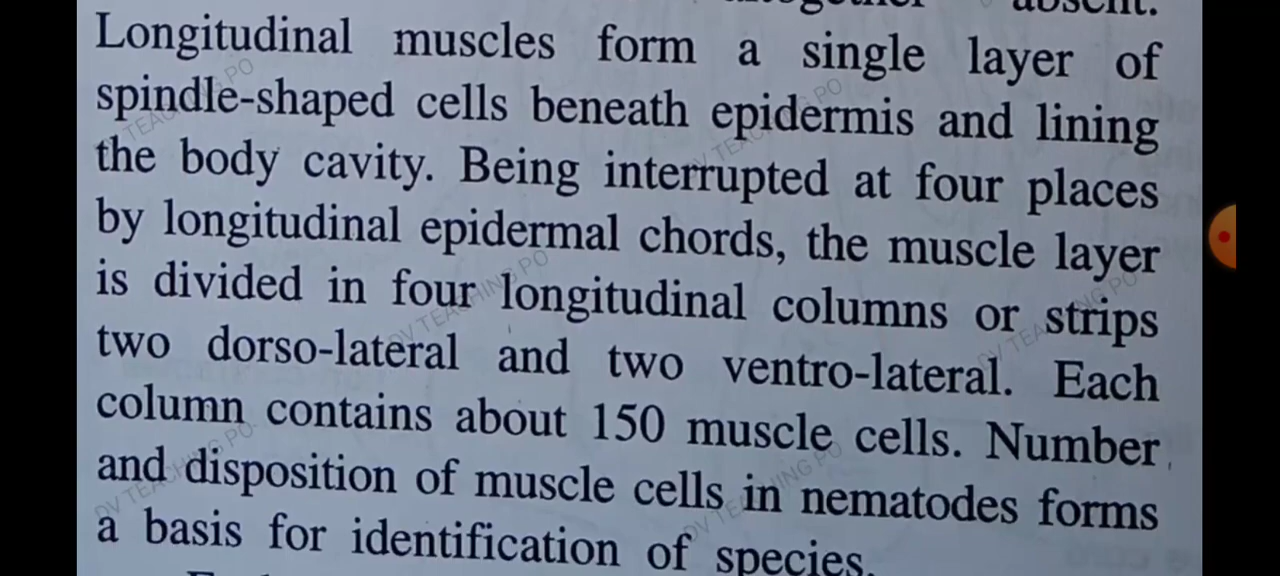 absent.
Longitudinal muscles form a single layer of
spindle-shaped cells beneath epidermis and lining
the body cavity. Being interrupted at four places
by longitudinal epidermal chords, the muscle layer
is divided in four longitudinal columns or strips
two dorso-lateral and two ventro-lateral. Each
column contains about 150 muscle cells. Number
and disposition of muscle cells in nematodes forms
a basis for identification of species.